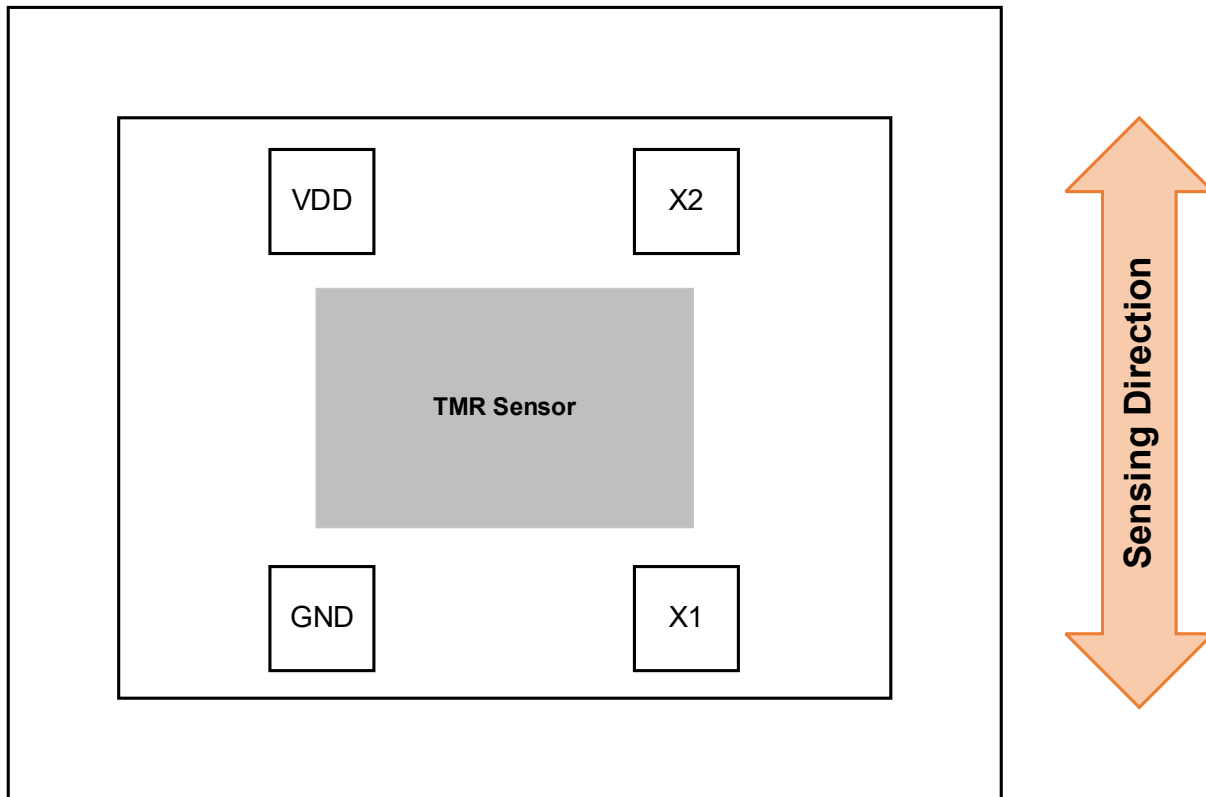 VDD
X2
TMR Sensor
GND
X1
Sensing Direction